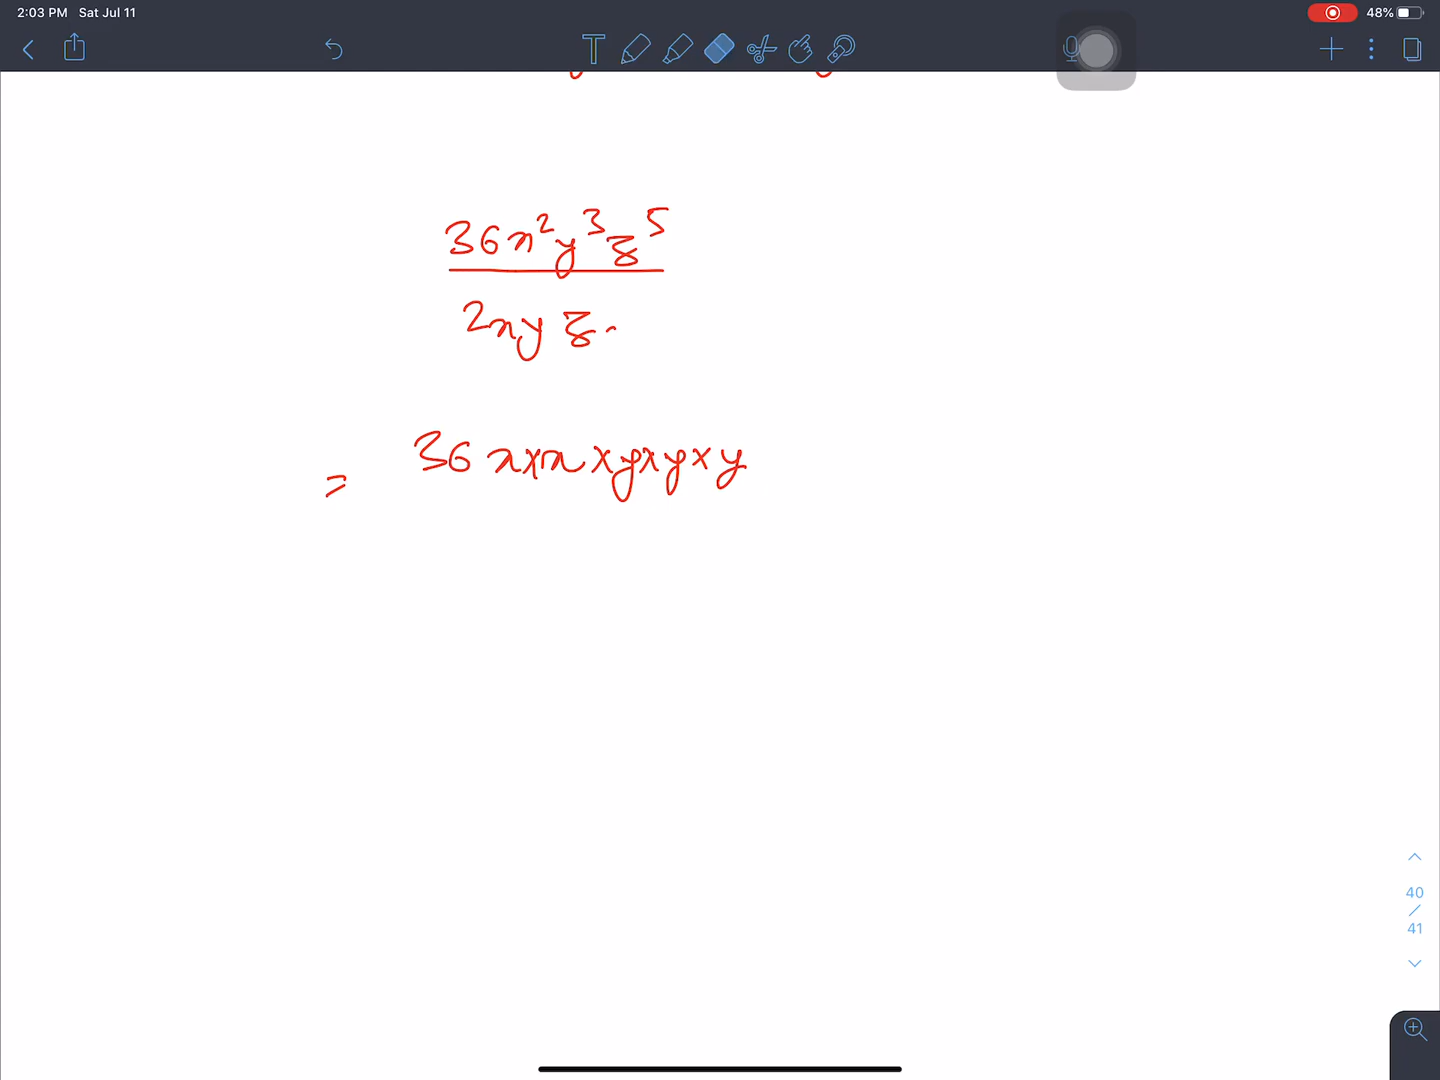 2:03 PM Sat Jul 11
48%
T
36x²y³z⁵
2xyz
= 36 x×x×y×y×y
40
/
41